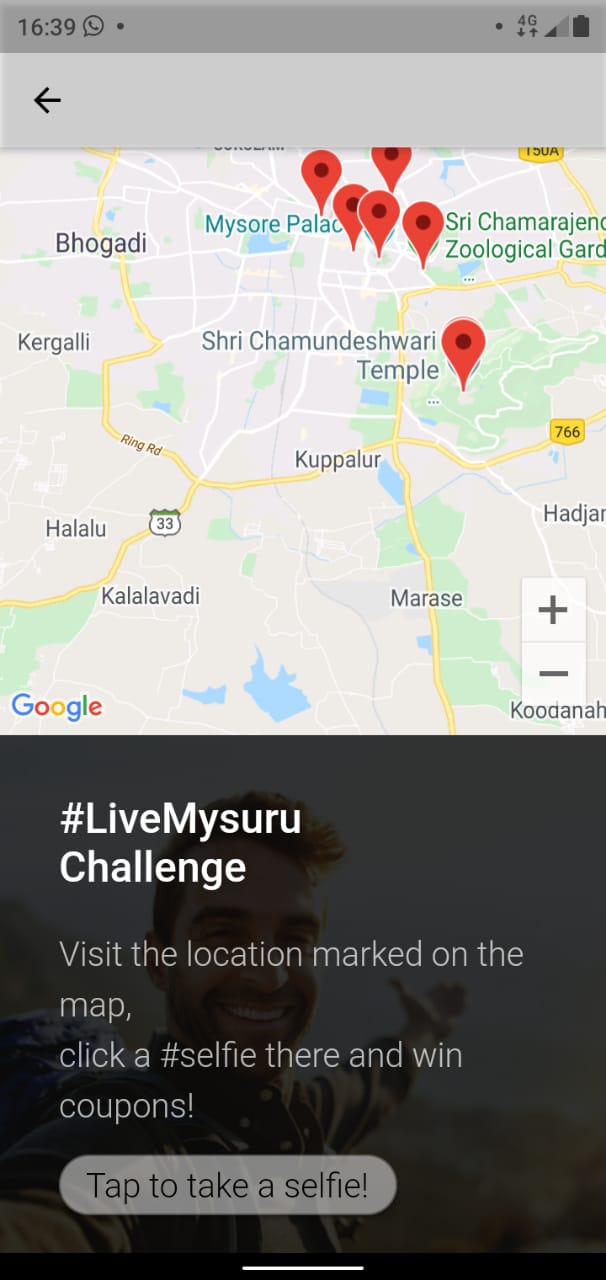 16:39
4G
150A
Mysore Palac
Sri Chamarajend
Zoological Gard
Bhogadi
Kergalli
Shri Chamundeshwari
Temple
766
Ring Rd
Kuppalur
Hadjan
33
Halalu
Kalalavadi
Marase
+
−
Google
Koodanah
#LiveMysuru
Challenge
Visit the location marked on the
map,
click a #selfie there and win
coupons!
Tap to take a selfie!